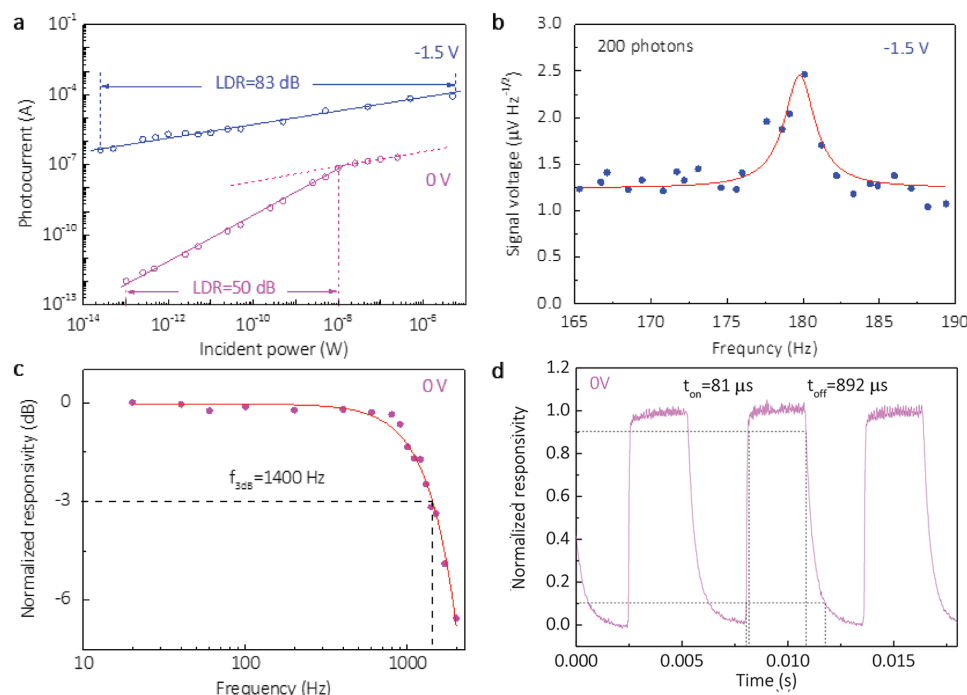 a
-1.5 V
LDR=83 dB
0 V
LDR=50 dB
Photocurrent (A)
10⁻¹
10⁻⁴
10⁻⁷
10⁻¹⁰
10⁻¹³
10⁻¹⁴ 10⁻¹² 10⁻¹⁰ 10⁻⁸ 10⁻⁶
Incident power (W)
b
200 photons
-1.5 V
Signal voltage (μV Hz⁻¹/²)
3.0
2.5
2.0
1.5
1.0
0.5
0.0
165 170 175 180 185 190
Frequncy (Hz)
c
0 V
f3dB=1400 Hz
Normalized responsivity (dB)
0
-3
-6
10 100 1000
Frequency (Hz)
d
0V
ton=81 μs
toff=892 μs
Normalized responsivity
1.2
1.0
0.8
0.6
0.4
0.2
0.0
0.000 0.005 0.010 0.015
Time (s)